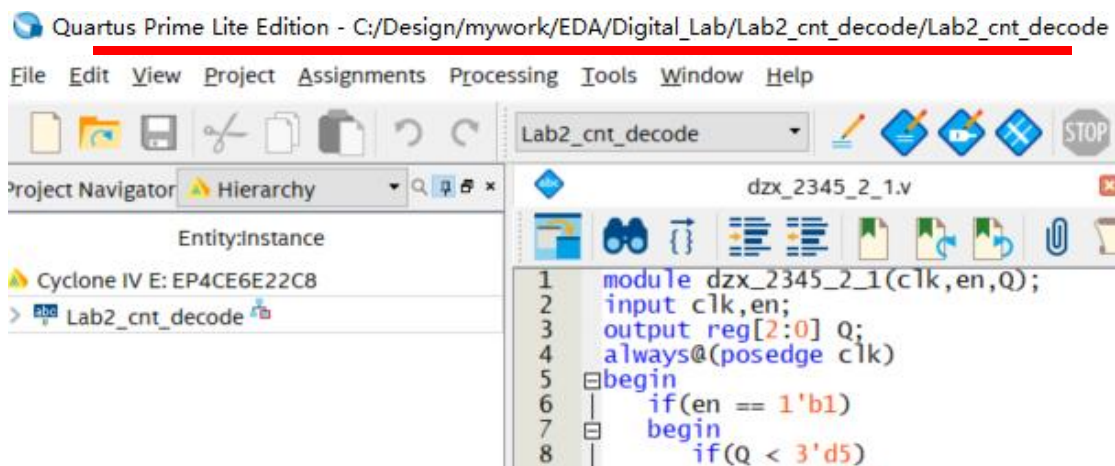 Quartus Prime Lite Edition - C:/Design/mywork/EDA/Digital_Lab/Lab2_cnt_decode/Lab2_cnt_decode
File Edit View Project Assignments Processing Tools Window Help
Lab2_cnt_decode
STOP
Project Navigator Hierarchy
abc
dzx_2345_2_1.v
Entity:Instance
Cyclone IV E: EP4CE6E22C8
abc Lab2_cnt_decode
1 module dzx_2345_2_1(clk,en,Q);
2 input clk,en;
3 output reg[2:0] Q;
4 always@(posedge clk)
5 begin
6 if(en == 1'b1)
7 begin
8 if(Q < 3'd5)